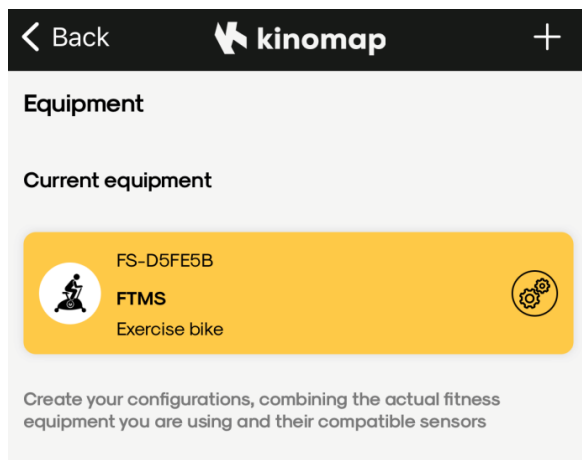 Back
kinomap
Equipment
Current equipment
FS-D5FE5B
FTMS
Exercise bike
Create your configurations, combining the actual fitness
equipment you are using and their compatible sensors